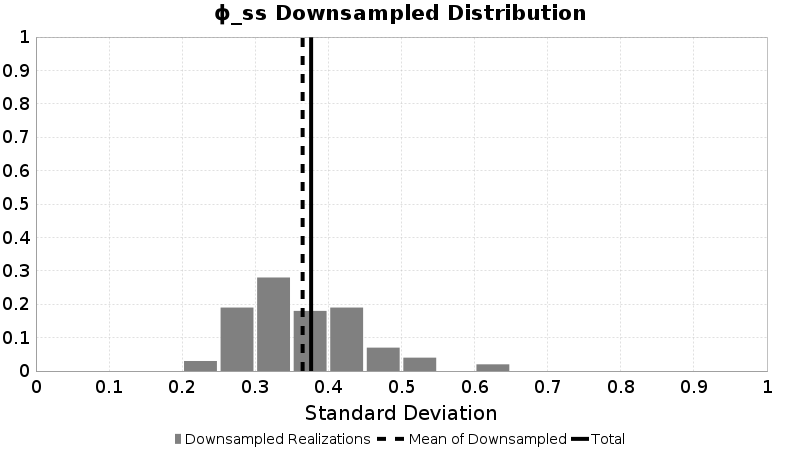 ϕ_ss Downsampled Distribution
1
0.9
0.8
0.7
0.6
0.5
0.4
0.3
0.2
0.1
0
0 0.1 0.2 0.3 0.4 0.5 0.6 0.7 0.8 0.9 1
Standard Deviation
Downsampled Realizations Mean of Downsampled Total